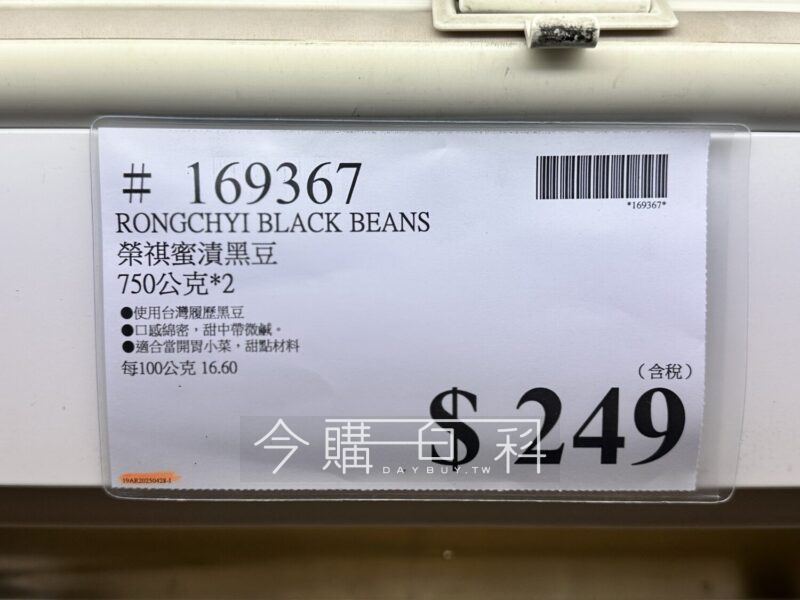 # 169367
*169367*
RONGCHYI BLACK BEANS
榮祺蜜漬黑豆
750公克*2
●使用台灣履歷黑豆
●口感綿密，甜中帶微鹹。
●適合當開胃小菜，甜點材料
每100公克 16.60
（含稅）
$ 249
今購百科
DAYBUY.TW
19AR20250428-1